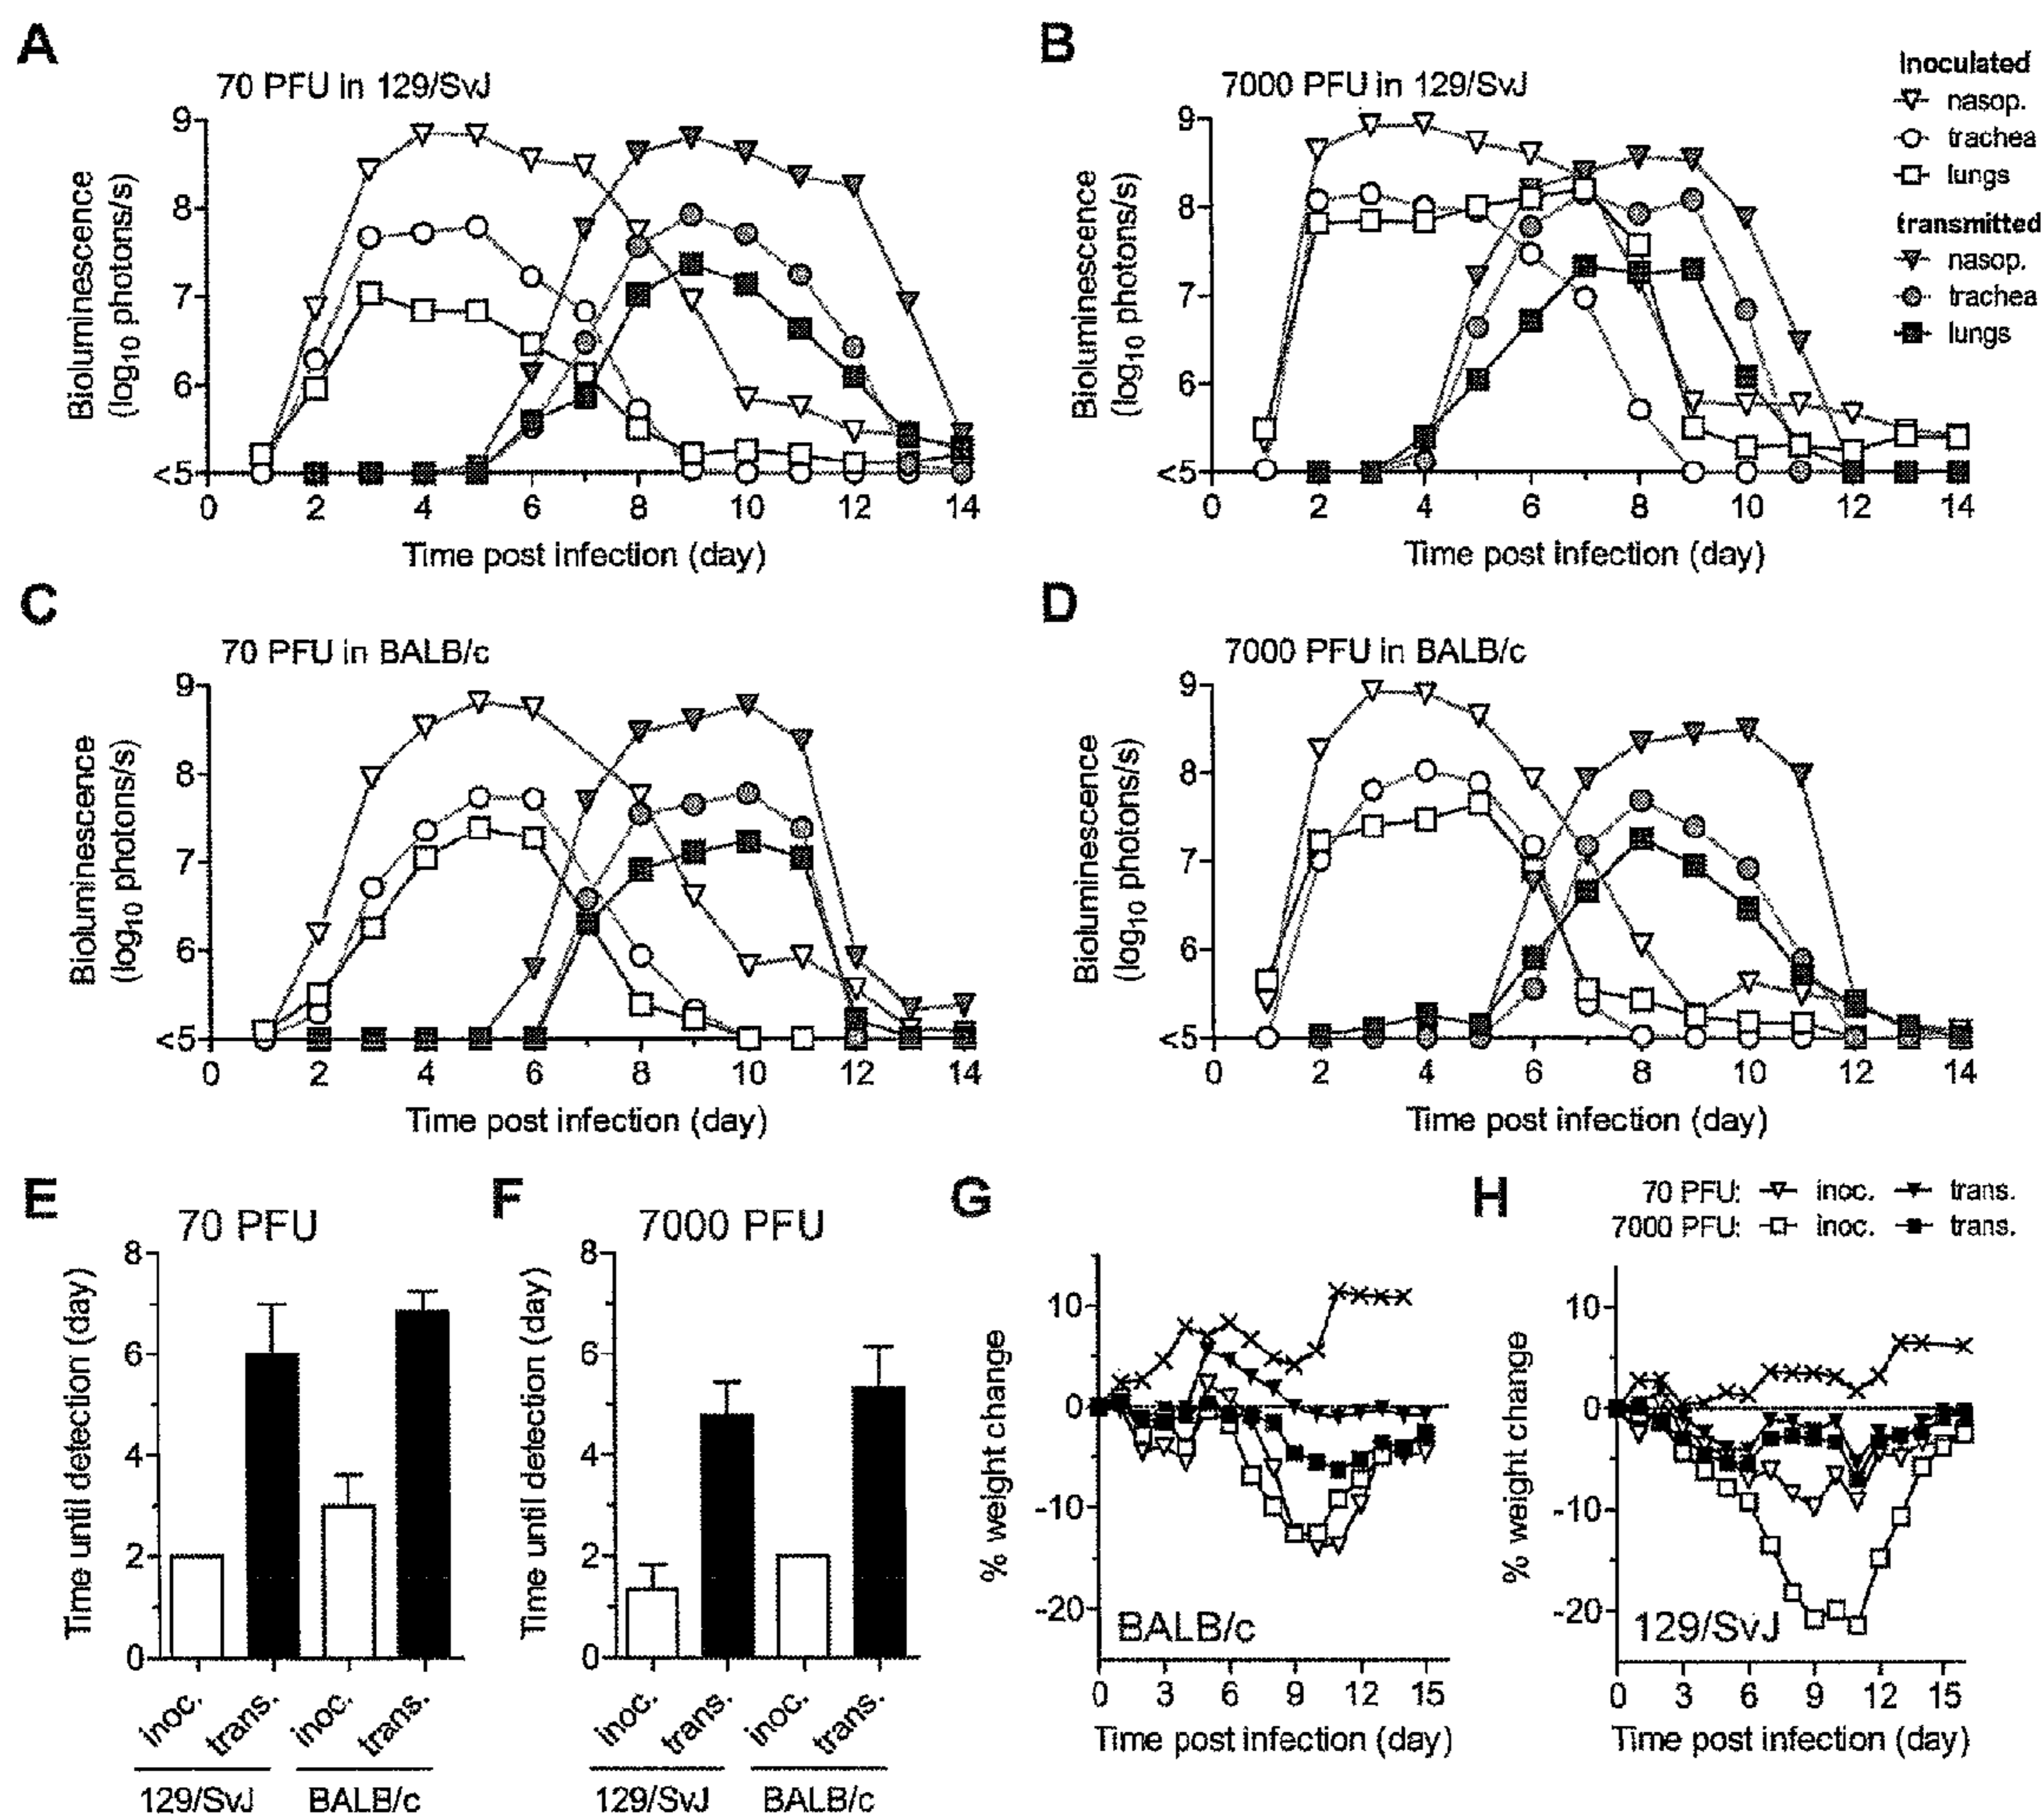 A
70 PFU in 129/SvJ
Bioluminescence
(log10 photons/s)
9
8
7
6
<5
0 2 4 6 8 10 12 14
Time post infection (day)
B
7000 PFU in 129/SvJ
Bioluminescence
(log10 photons/s)
9
8
7
6
<5
0 2 4 6 8 10 12 14
Time post infection (day)
Inoculated
nasop.
trachea
lungs
transmitted
nasop.
trachea
lungs
C
70 PFU in BALB/c
Bioluminescence
(log10 photons/s)
9
8
7
6
<5
0 2 4 6 8 10 12 14
Time post infection (day)
D
7000 PFU in BALB/c
Bioluminescence
(log10 photons/s)
9
8
7
6
<5
0 2 4 6 8 10 12 14
Time post infection (day)
E
70 PFU
Time until detection (day)
8
6
4
2
0
inoc. trans. inoc. trans.
129/SvJ BALB/c
F
7000 PFU
Time until detection (day)
8
6
4
2
0
inoc. trans. inoc. trans.
129/SvJ BALB/c
G
% weight change
10
0
-10
-20
BALB/c
0 3 6 9 12 15
Time post infection (day)
H
70 PFU: inoc. trans.
7000 PFU: inoc. trans.
% weight change
10
0
-10
-20
129/SvJ
0 3 6 9 12 15
Time post infection (day)